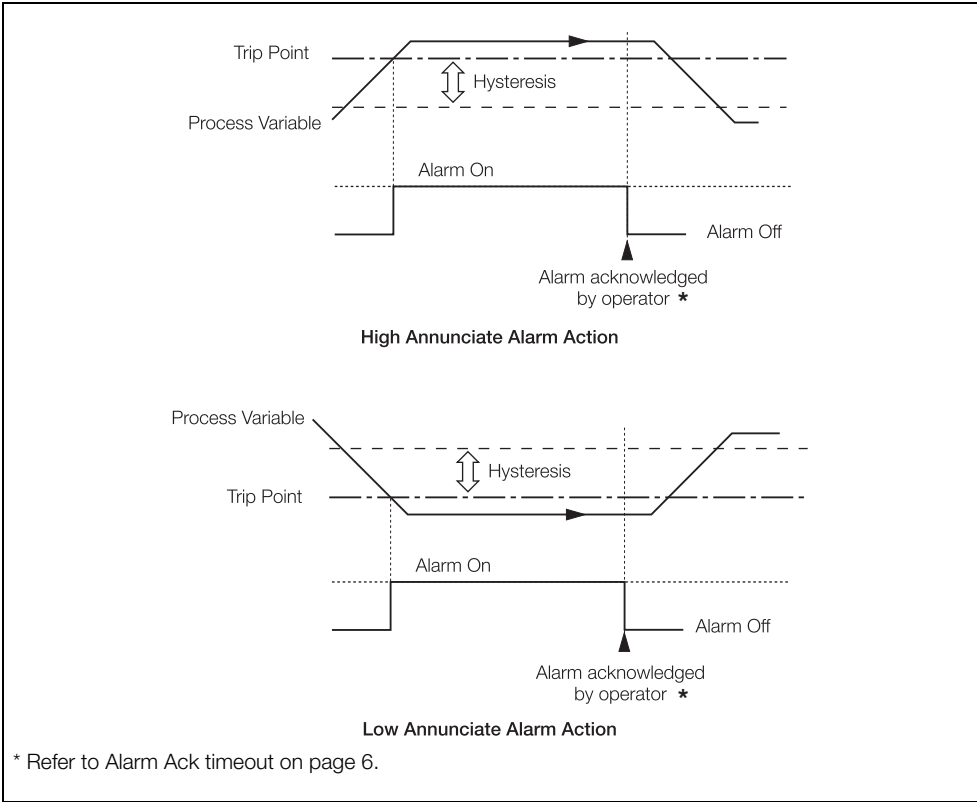 Trip Point
Hysteresis
Process Variable
Alarm On
Alarm Off
Alarm acknowledged
by operator *
High Annunciate Alarm Action
Process Variable
Hysteresis
Trip Point
Alarm On
Alarm Off
Alarm acknowledged
by operator *
Low Annunciate Alarm Action
* Refer to Alarm Ack timeout on page 6.